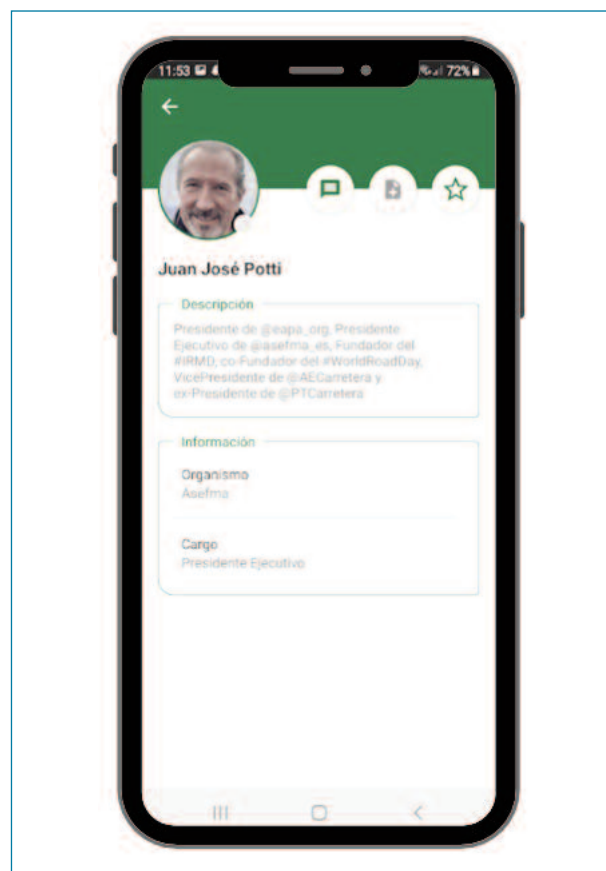 11:53
72%
Juan José Potti
Descripción
Presidente de @eapa_org, Presidente
Ejecutivo de @asefma_es, Fundador del
#IRMD, co-Fundador del #WorldRoadDay,
VicePresidente de @AECarretera y
ex-Presidente de @PTCarretera
Información
Organismo
Asefma
Cargo
Presidente Ejecutivo